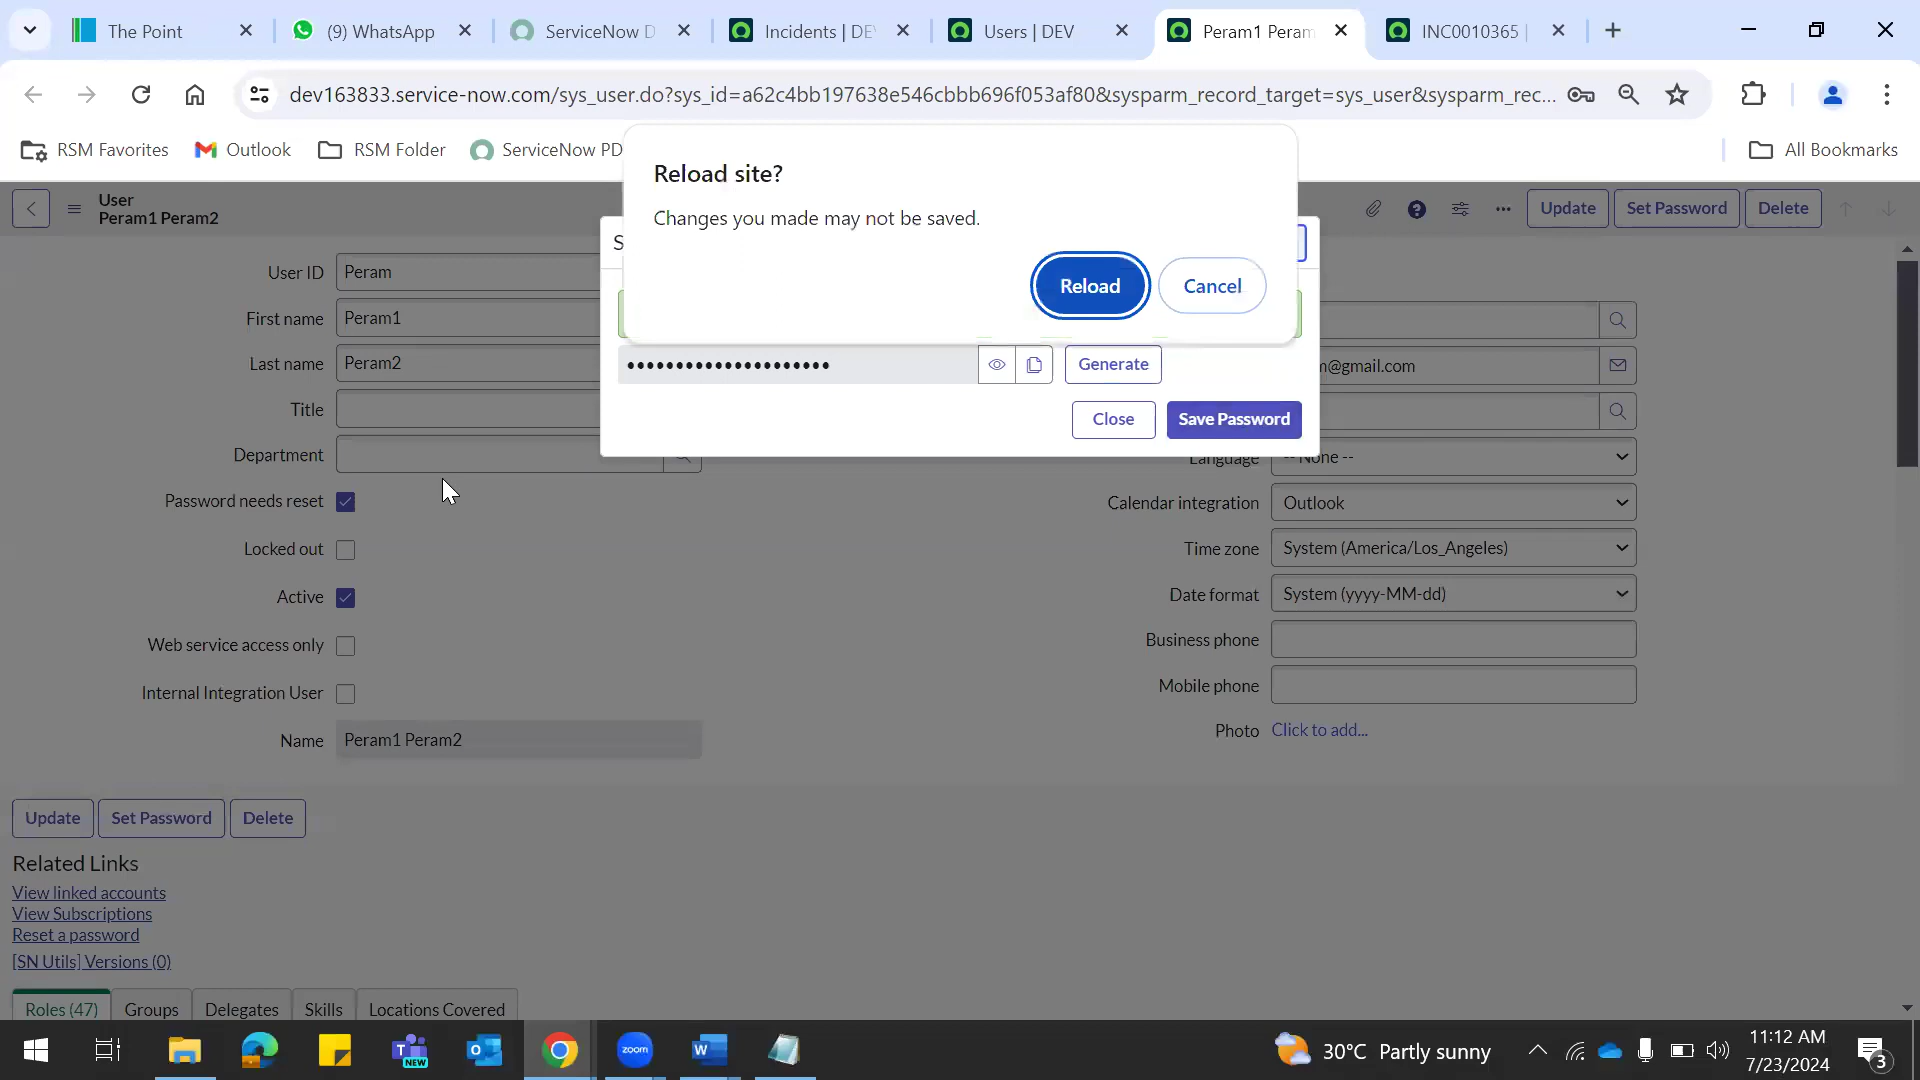 The Point
(9) WhatsApp
ServiceNow D
Incidents | DE
Users | DEV
Peram1 Peram
INC0010365 |
dev163833.service-now.com/sys_user.do?sys_id=a62c4bb197638e546cbbb696f053af80&sysparm_record_target=sys_user&sysparm_rec...
RSM Favorites
Outlook
RSM Folder
ServiceNow PD
All Bookmarks
Reload site?
Changes you made may not be saved.
Reload
Cancel
User
Peram1 Peram2
Update
Set Password
Delete
S
User ID
Peram
First name
Peram1
Last name
Peram2
m@gmail.com
Generate
Close
Save Password
Title
Department
Language
-- None --
Password needs reset
Calendar integration
Outlook
Locked out
Time zone
System (America/Los_Angeles)
Active
Date format
System (yyyy-MM-dd)
Web service access only
Business phone
Internal Integration User
Mobile phone
Name
Peram1 Peram2
Photo
Click to add...
Update
Set Password
Delete
Related Links
View linked accounts
View Subscriptions
Reset a password
[SN Utils] Versions (0)
Roles (47)
Groups
Delegates
Skills
Locations Covered
NEW
zoom
30°C Partly sunny
11:12 AM
7/23/2024
3